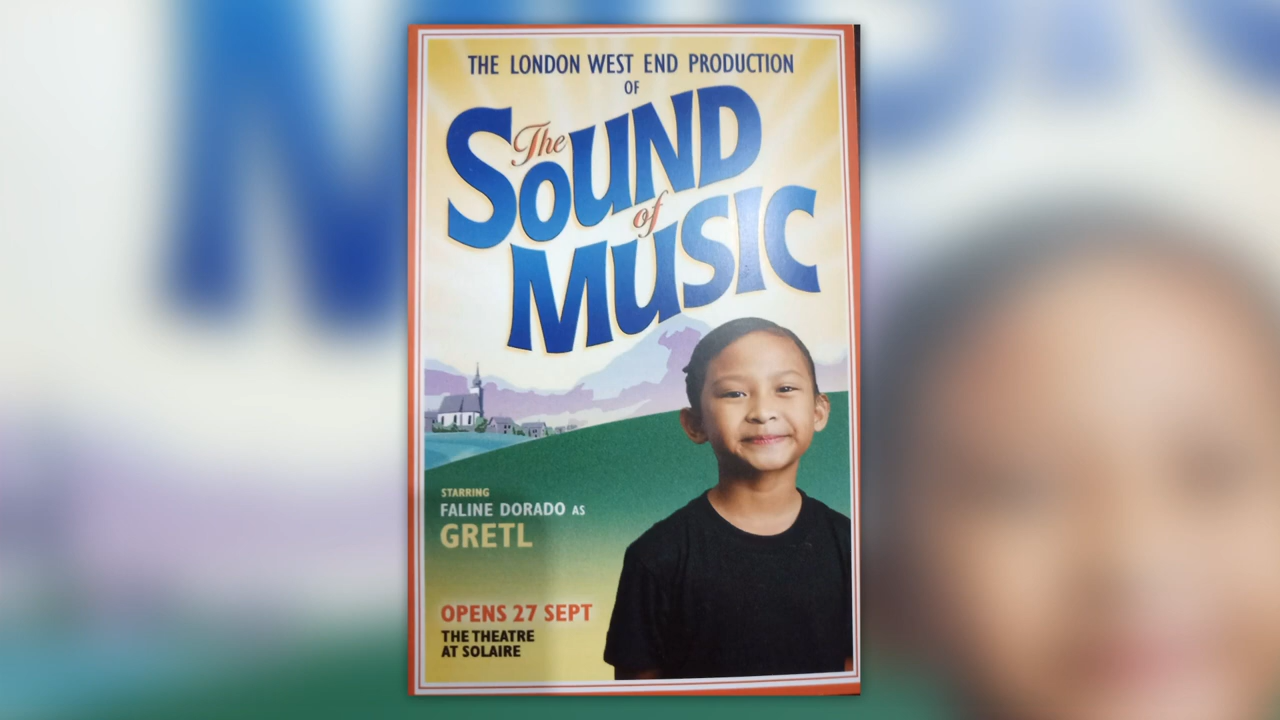 THE LONDON WEST END PRODUCTION
OF
The
SOUND
of
MUSIC
STARRING
FALINE DORADO AS
GRETL
OPENS 27 SEPT
THE THEATRE
AT SOLAIRE